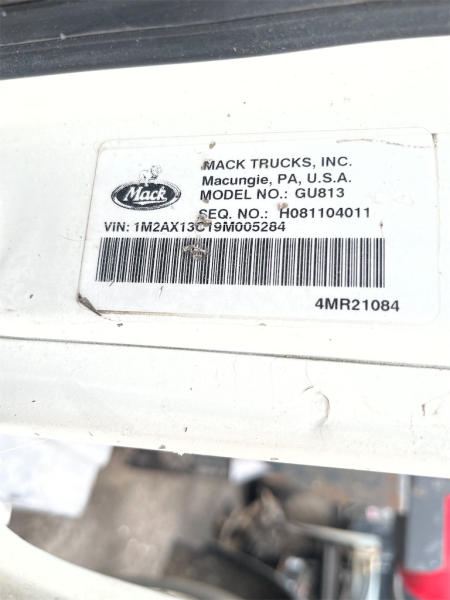 Mack
MACK TRUCKS, INC.
Macungie, PA, U.S.A.
MODEL NO.: GU813
SEQ. NO.: H081104011
VIN: 1M2AX13C19M005284
4MR21084